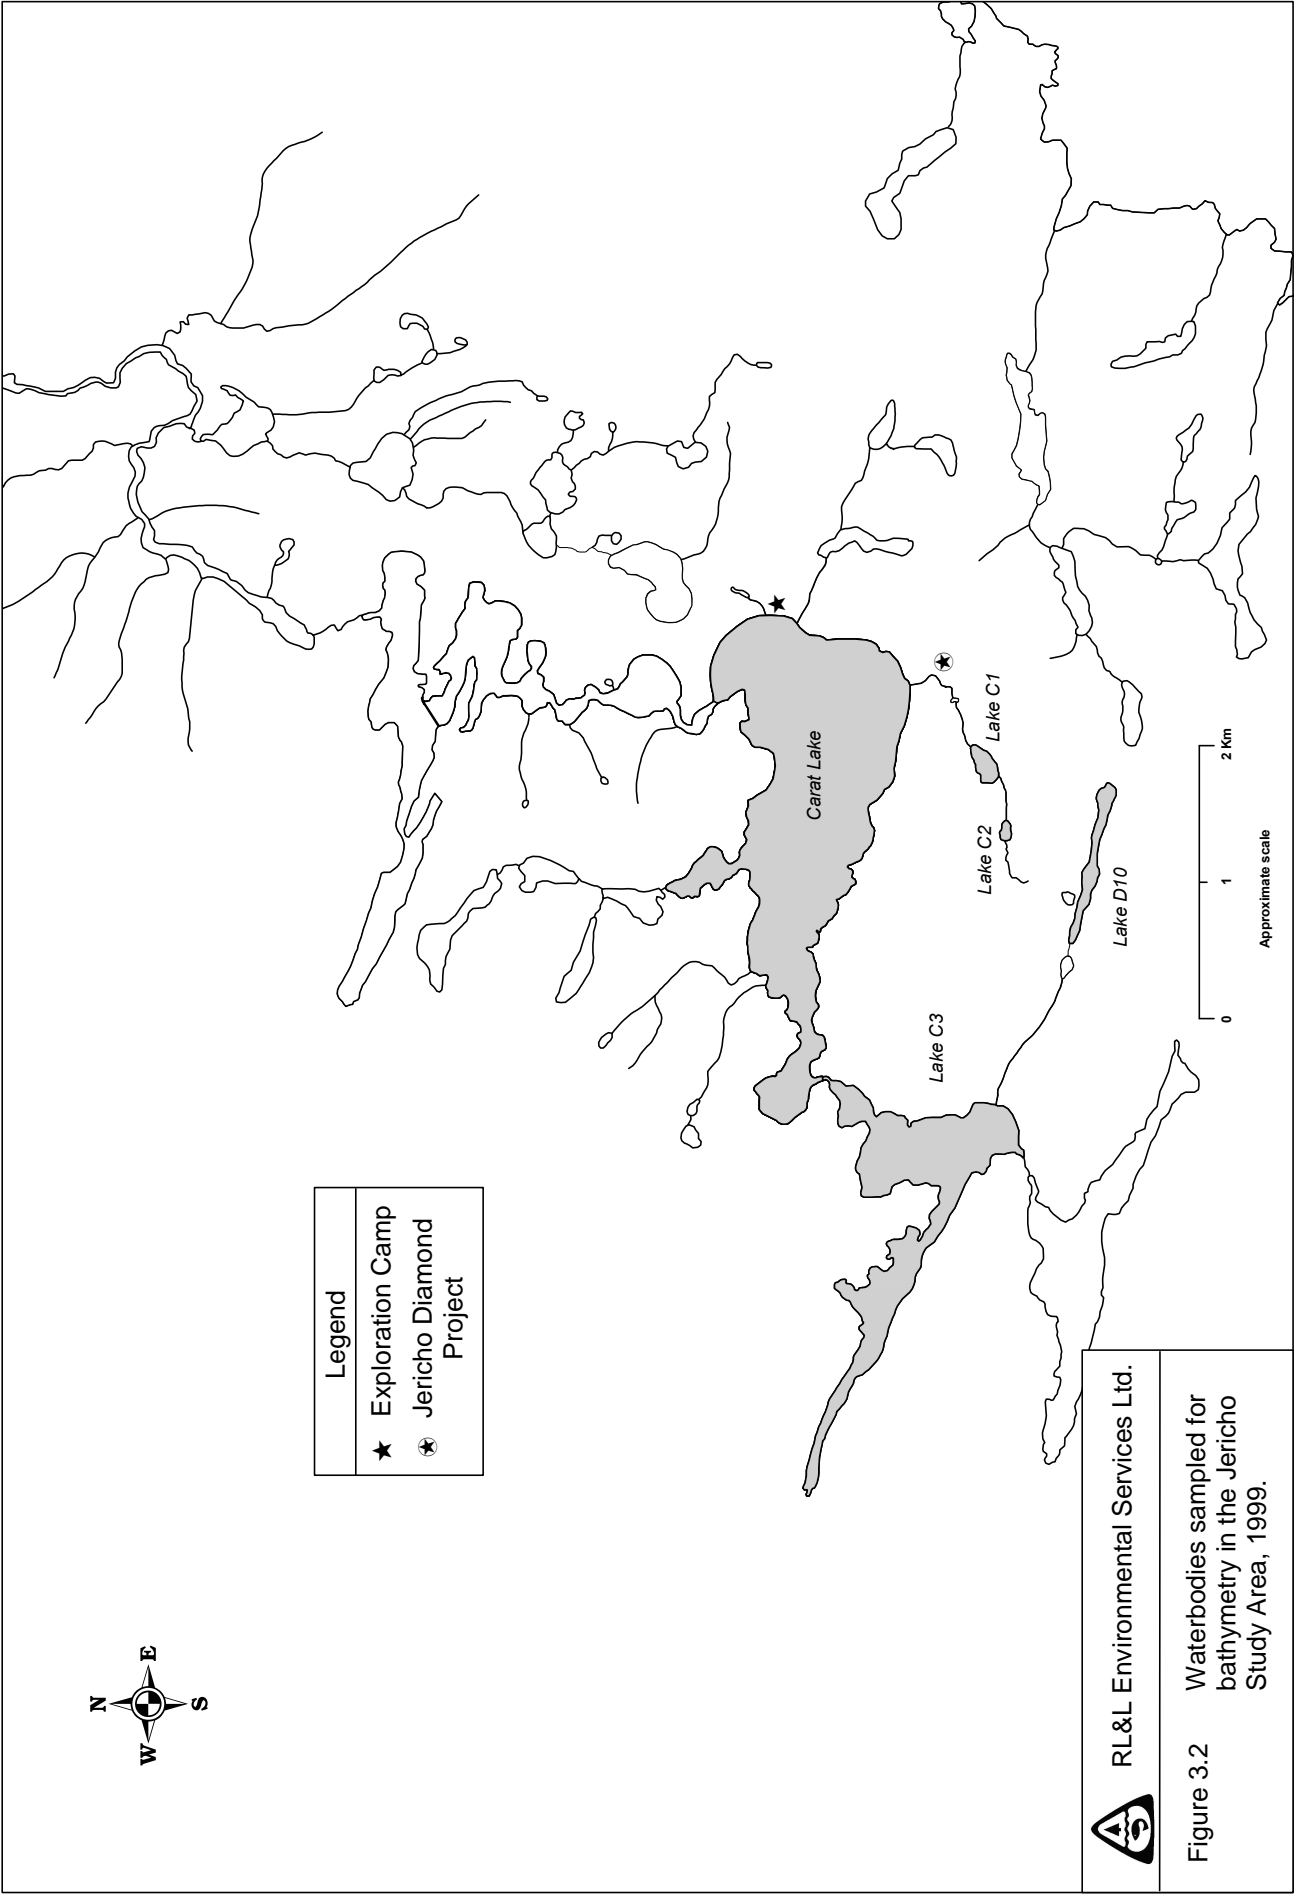 N
W
E
S
Legend
Exploration Camp
Jericho Diamond
Project
Carat Lake
Lake C1
Lake C2
Lake C3
Lake D10
0
1
2 Km
Approximate scale
RL&L Environmental Services Ltd.
Figure 3.2
Waterbodies sampled for
bathymetry in the Jericho
Study Area, 1999.